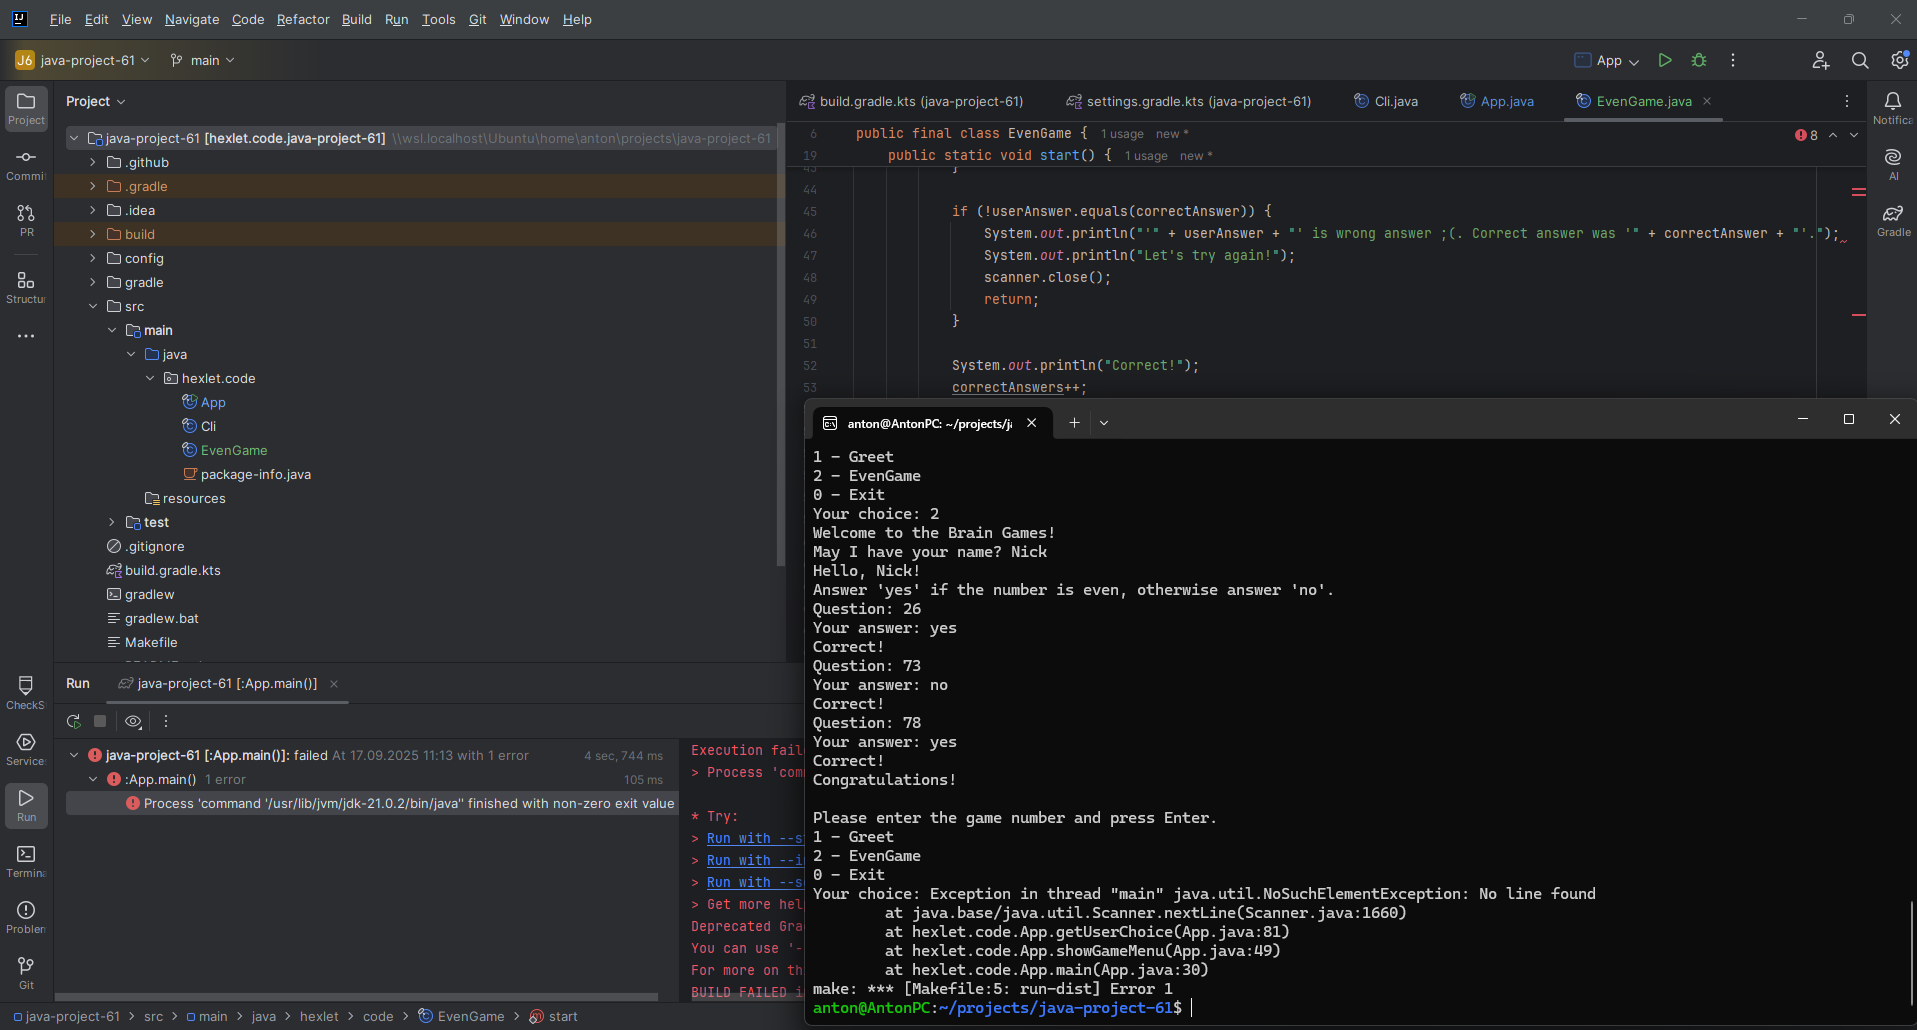 File Edit View Navigate Code Refactor Build Run Tools Git Window Help
J6 java-project-61 main App
Project
java-project-61 [hexlet.code.java-project-61] \\wsl.localhost\Ubuntu\home\anton\projects\java-project-61
.github
.gradle
.idea
build
config
gradle
src
main
java
hexlet.code
App
Cli
EvenGame
package-info.java
resources
test
.gitignore
build.gradle.kts
gradlew
gradlew.bat
Makefile
Project
Commit
PR
Structur
CheckS
Service
Run
Termina
Problem
Git
build.gradle.kts (java-project-61) settings.gradle.kts (java-project-61) Cli.java App.java EvenGame.java
Notifica
AI
Gradle
8
6 public final class EvenGame { 1 usage new *
19 public static void start() { 1 usage new *
43 }
44
45 if (!userAnswer.equals(correctAnswer)) {
46 System.out.println("'" + userAnswer + "' is wrong answer ;(. Correct answer was '" + correctAnswer + "'.");
47 System.out.println("Let's try again!");
48 scanner.close();
49 return;
50 }
51
52 System.out.println("Correct!");
53 correctAnswers++;
Run java-project-61 [:App.main()]
java-project-61 [:App.main()]: failed At 17.09.2025 11:13 with 1 error 4 sec, 744 ms
:App.main() 1 error 105 ms
Process 'command '/usr/lib/jvm/jdk-21.0.2/bin/java'' finished with non-zero exit value
Execution fail
> Process 'com
* Try:
> Run with --s
> Run with --i
> Run with --s
> Get more hel
Deprecated Gra
You can use '-
For more on th
BUILD FAILED i
anton@AntonPC: ~/projects/ja
1 - Greet
2 - EvenGame
0 - Exit
Your choice: 2
Welcome to the Brain Games!
May I have your name? Nick
Hello, Nick!
Answer 'yes' if the number is even, otherwise answer 'no'.
Question: 26
Your answer: yes
Correct!
Question: 73
Your answer: no
Correct!
Question: 78
Your answer: yes
Correct!
Congratulations!
Please enter the game number and press Enter.
1 - Greet
2 - EvenGame
0 - Exit
Your choice: Exception in thread "main" java.util.NoSuchElementException: No line found
at java.base/java.util.Scanner.nextLine(Scanner.java:1660)
at hexlet.code.App.getUserChoice(App.java:81)
at hexlet.code.App.showGameMenu(App.java:49)
at hexlet.code.App.main(App.java:30)
make: *** [Makefile:5: run-dist] Error 1
anton@AntonPC:~/projects/java-project-61$
java-project-61 > src > main > java > hexlet > code > EvenGame > start